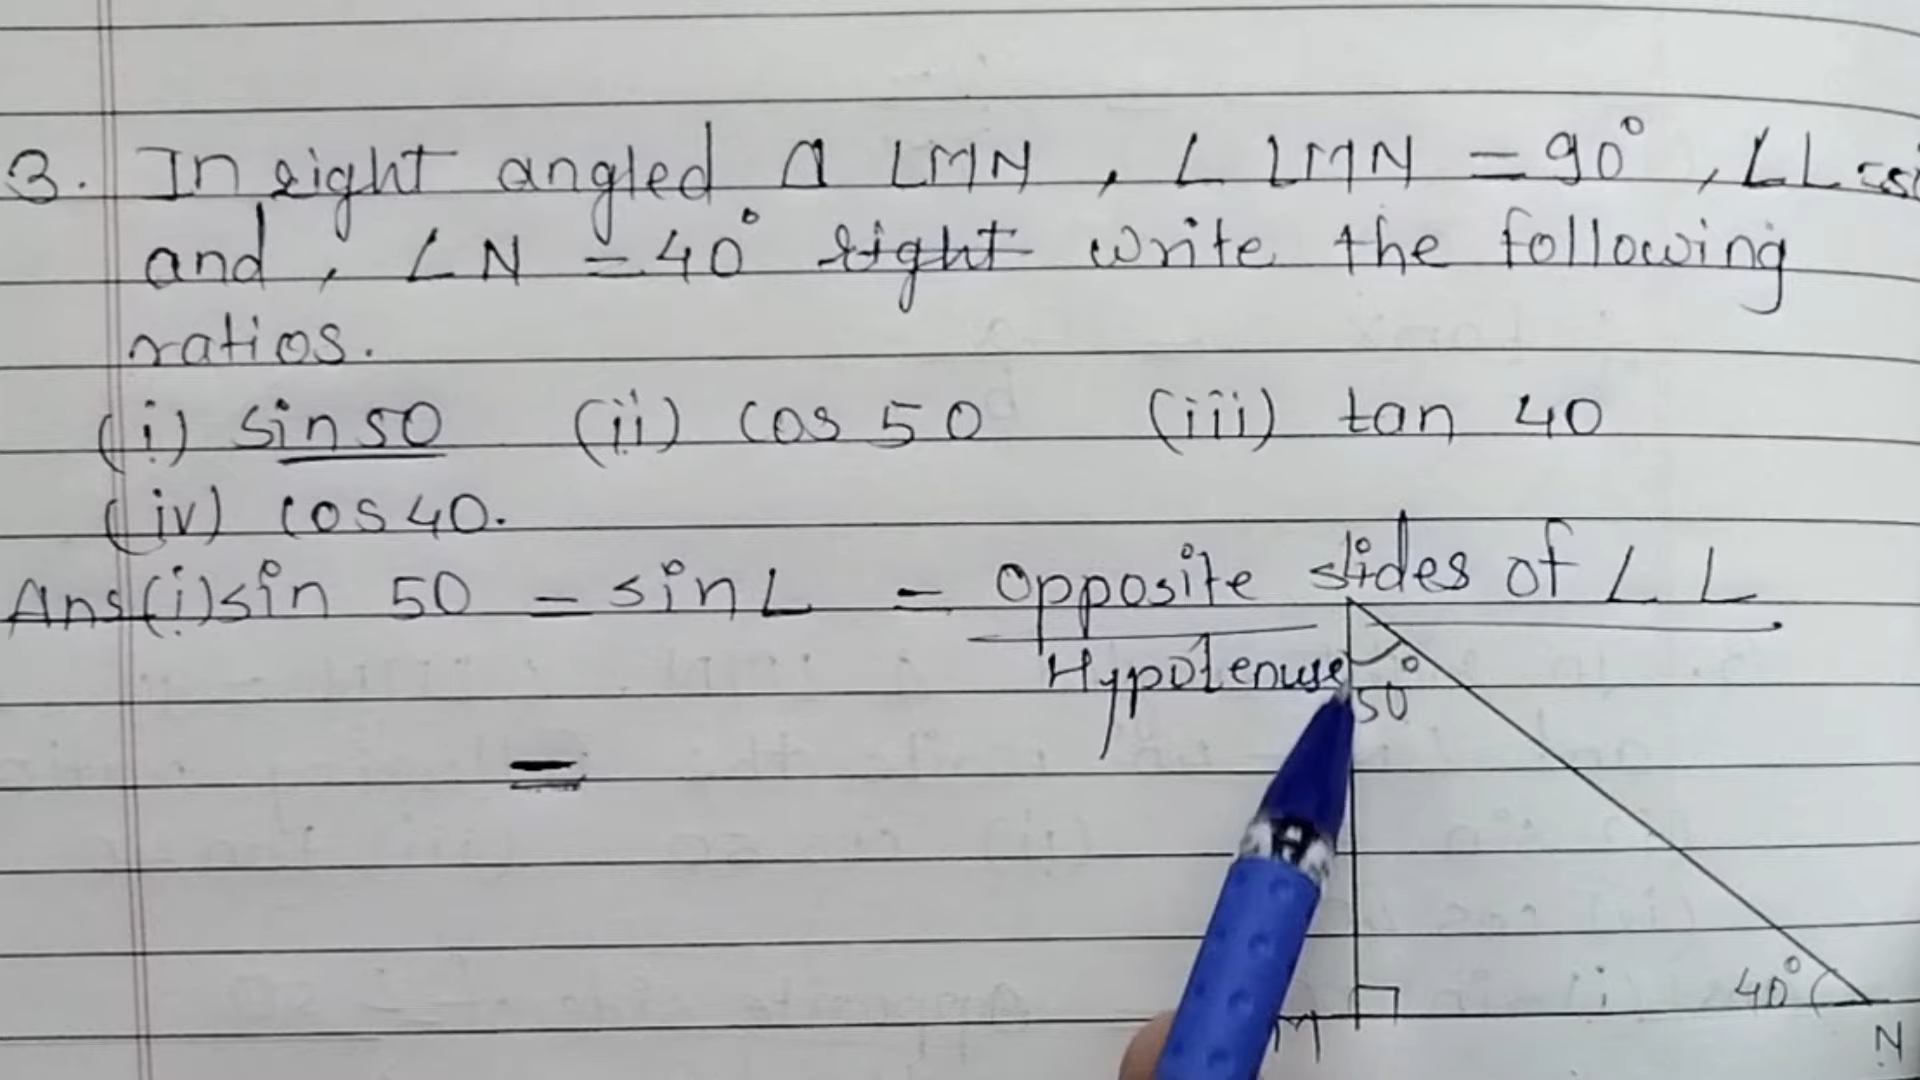 3. In right angled Δ LMN, ∠ LMN = 90°, ∠L
and, ∠N = 40° right write the following
ratios.
(i) sin 50 (ii) cos 50 (iii) tan 40
(iv) cos 40.
Ans(i) sin 50 = sin L = Opposite sides of ∠ L
Hypotenuse
50°
=
40°
M
N